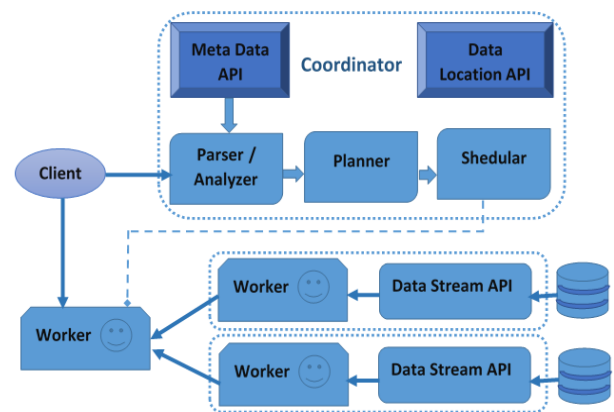 Meta Data
API
Coordinator
Data
Location API
Client
Parser /
Analyzer
Planner
Shedular
Worker
Worker
Data Stream API
Worker
Data Stream API